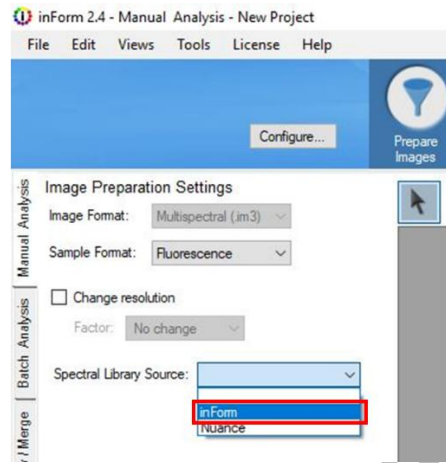 inForm 2.4 - Manual Analysis - New Project
File Edit Views Tools License Help
Configure...
Prepare
Images
Manual Analysis
Batch Analysis
/ Merge
Image Preparation Settings
Image Format: Multispectral (.im3)
Sample Format: Fluorescence
Change resolution
Factor: No change
Spectral Library Source:
inForm
Nuance